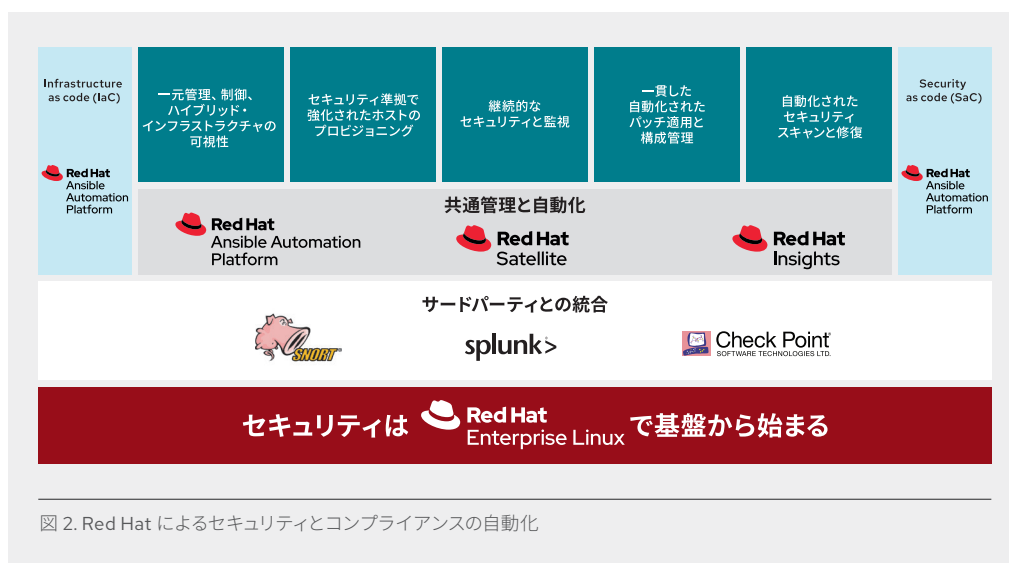 Infrastructure
as code (IaC)
Red Hat
Ansible
Automation
Platform
一元管理、制御、
ハイブリッド・
インフラストラクチャの
可視性
セキュリティ準拠で
強化されたホストの
プロビジョニング
継続的な
セキュリティと監視
一貫した
自動化された
パッチ適用と
構成管理
自動化された
セキュリティ
スキャンと修復
Security
as code (SaC)
Red Hat
Ansible
Automation
Platform
共通管理と自動化
Red Hat
Ansible Automation
Platform
Red Hat
Satellite
Red Hat
Insights
サードパーティとの統合
SNORT™
splunk>
Check Point
SOFTWARE TECHNOLOGIES LTD.
セキュリティは Red Hat Enterprise Linux で基盤から始まる
図 2. Red Hat によるセキュリティとコンプライアンスの自動化